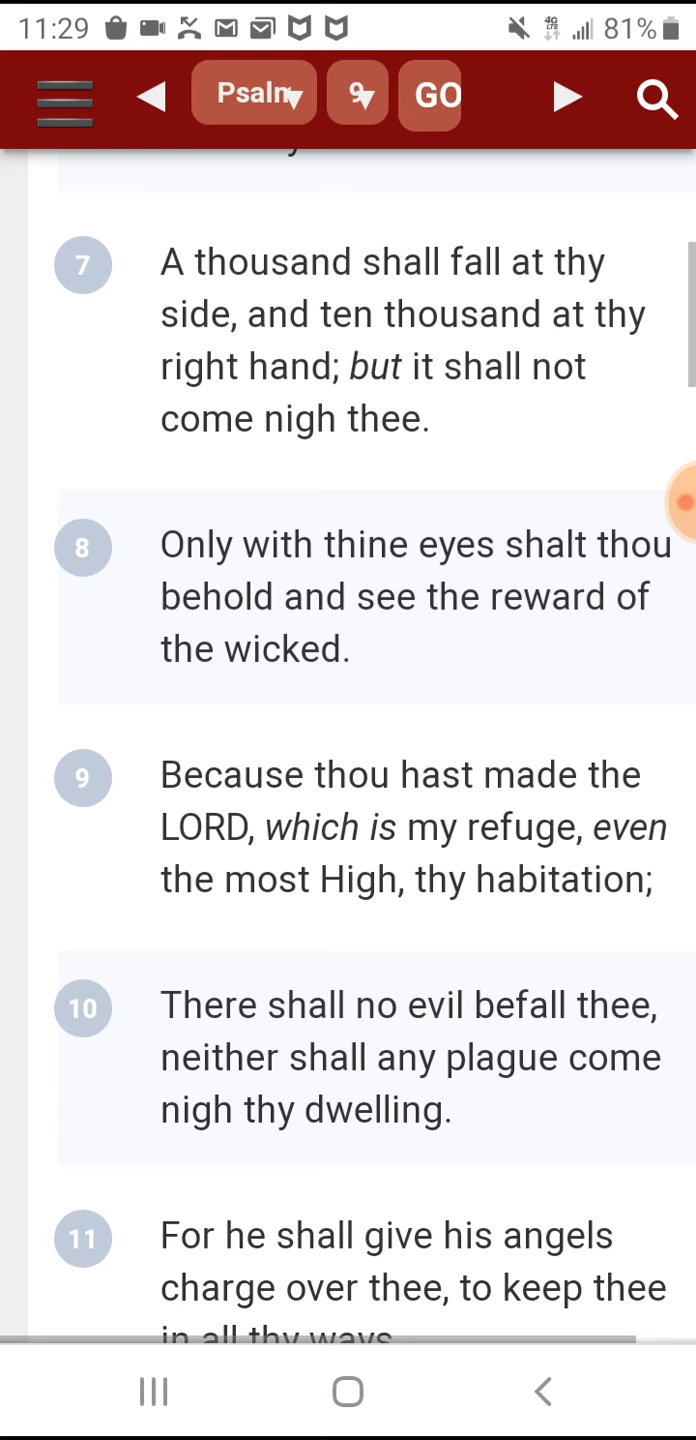 11:29 81%
Psalm 9 GO
7 A thousand shall fall at thy
side, and ten thousand at thy
right hand; but it shall not
come nigh thee.
8 Only with thine eyes shalt thou
behold and see the reward of
the wicked.
9 Because thou hast made the
LORD, which is my refuge, even
the most High, thy habitation;
10 There shall no evil befall thee,
neither shall any plague come
nigh thy dwelling.
11 For he shall give his angels
charge over thee, to keep thee
in all thy ways